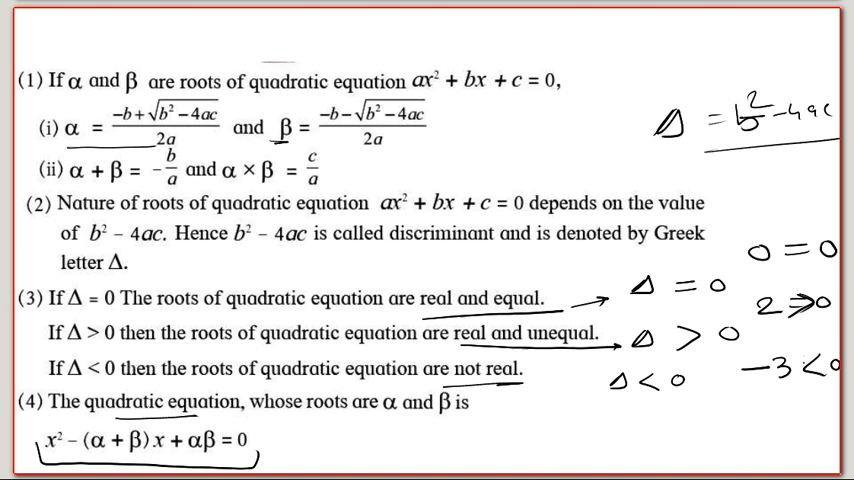 (1) If α and β are roots of quadratic equation ax² + bx + c = 0,
(i) α = (-b+√(b² - 4ac))/2a and β = (-b-√(b² - 4ac))/2a
(ii) α + β = -b/a and α × β = c/a
Δ = b² - 4ac
(2) Nature of roots of quadratic equation ax² + bx + c = 0 depends on the value
of b² - 4ac. Hence b² - 4ac is called discriminant and is denoted by Greek
letter Δ.
0 = 0
(3) If Δ = 0 The roots of quadratic equation are real and equal. → Δ = 0
2 > 0
If Δ > 0 then the roots of quadratic equation are real and unequal. → Δ > 0
If Δ < 0 then the roots of quadratic equation are not real. Δ < 0
-3 < 0
(4) The quadratic equation, whose roots are α and β is
x² - (α + β) x + αβ = 0